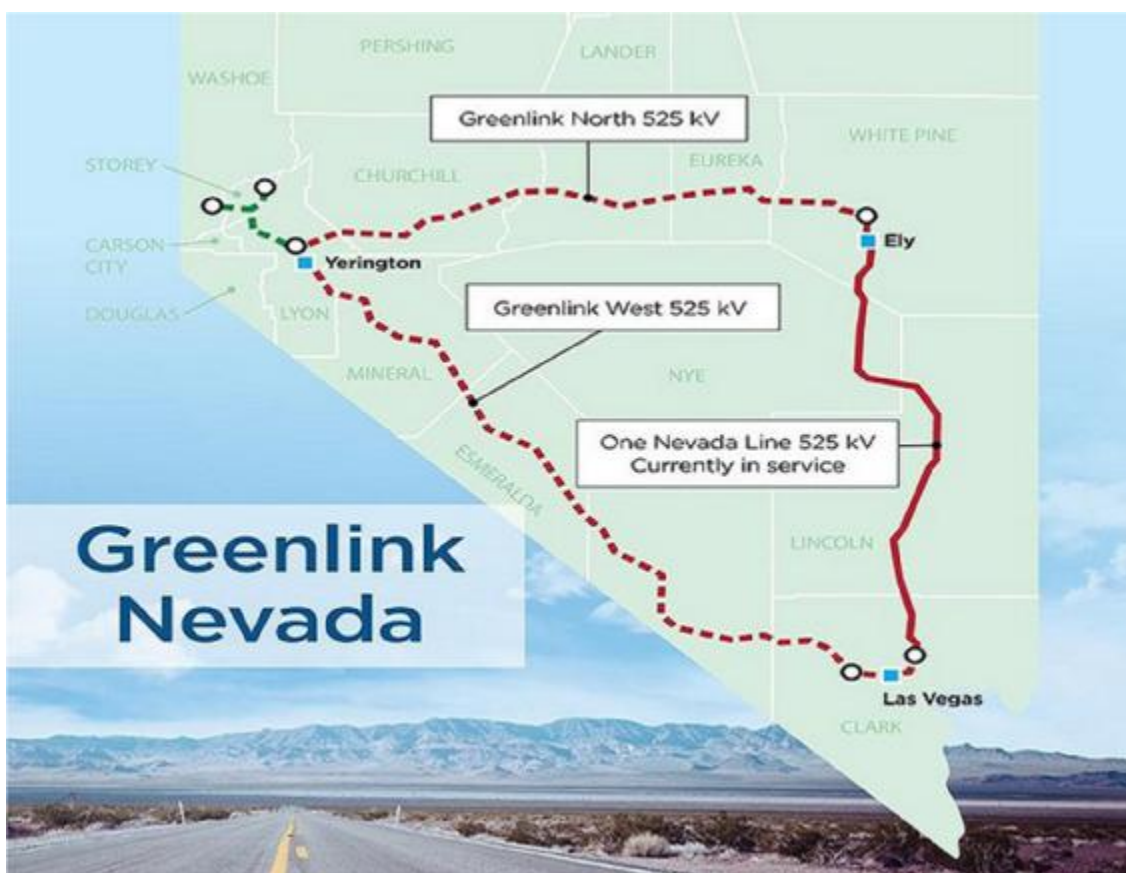 PERSHING
LANDER
WASHOE
Greenlink North 525 kV
WHITE PINE
EUREKA
STOREY
CHURCHILL
CARSON
CITY
Ely
Yerington
DOUGLAS
LYON
Greenlink West 525 kV
MINERAL
NYE
One Nevada Line 525 kV
Currently in service
ESMERALDA
Greenlink
Nevada
LINCOLN
Las Vegas
CLARK